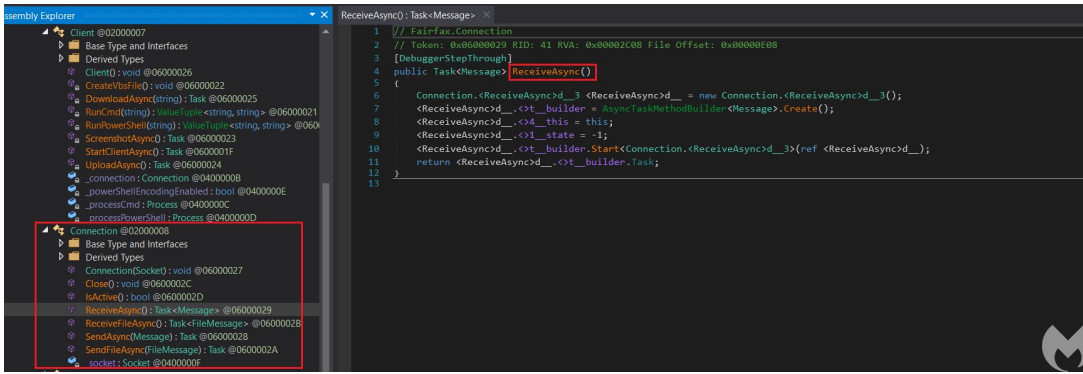 ssembly Explorer
Client @02000007
Base Type and Interfaces
Derived Types
Client() : void @06000026
CreateVbsFile() : void @06000022
DownloadAsync(string) : Task @06000025
RunCmd(string) : ValueTuple<string, string> @06000021
RunPowerShell(string) : ValueTuple<string, string> @0600
ScreenshotAsync() : Task @06000023
StartClientAsync() : Task @0600001F
UploadAsync() : Task @06000024
_connection : Connection @0400000B
_powerShellEncodingEnabled : bool @0400000E
_processCmd : Process @0400000C
_processPowerShell : Process @0400000D
Connection @02000008
Base Type and Interfaces
Derived Types
Connection(Socket) : void @06000027
Close() : void @0600002C
IsActive() : bool @0600002D
ReceiveAsync() : Task<Message> @06000029
ReceiveFileAsync() : Task<FileMessage> @0600002B
SendAsync(Message) : Task @06000028
SendFileAsync(FileMessage) : Task @0600002A
_socket : Socket @0400000F
ReceiveAsync() : Task<Message>
1 // Fairfax.Connection
2 // Token: 0x06000029 RID: 41 RVA: 0x00002C08 File Offset: 0x00000E08
3 [DebuggerStepThrough]
4 public Task<Message> ReceiveAsync()
5 {
6 Connection.<ReceiveAsync>d__3 <ReceiveAsync>d__ = new Connection.<ReceiveAsync>d__3();
7 <ReceiveAsync>d__.<>t__builder = AsyncTaskMethodBuilder<Message>.Create();
8 <ReceiveAsync>d__.<>4__this = this;
9 <ReceiveAsync>d__.<>1__state = -1;
10 <ReceiveAsync>d__.<>t__builder.Start<Connection.<ReceiveAsync>d__3>(ref <ReceiveAsync>d__);
11 return <ReceiveAsync>d__.<>t__builder.Task;
12 }
13